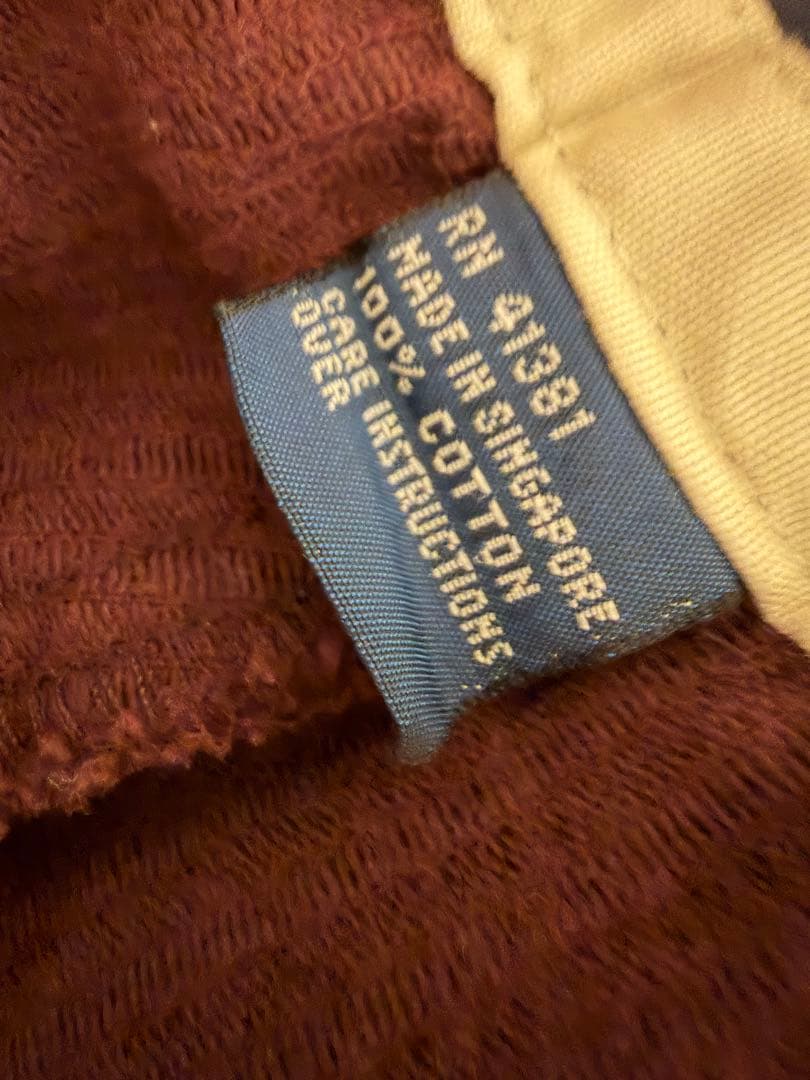 RN 41381
MADE IN SINGAPORE
100% COTTON
CARE INSTRUCTIONS
OVER